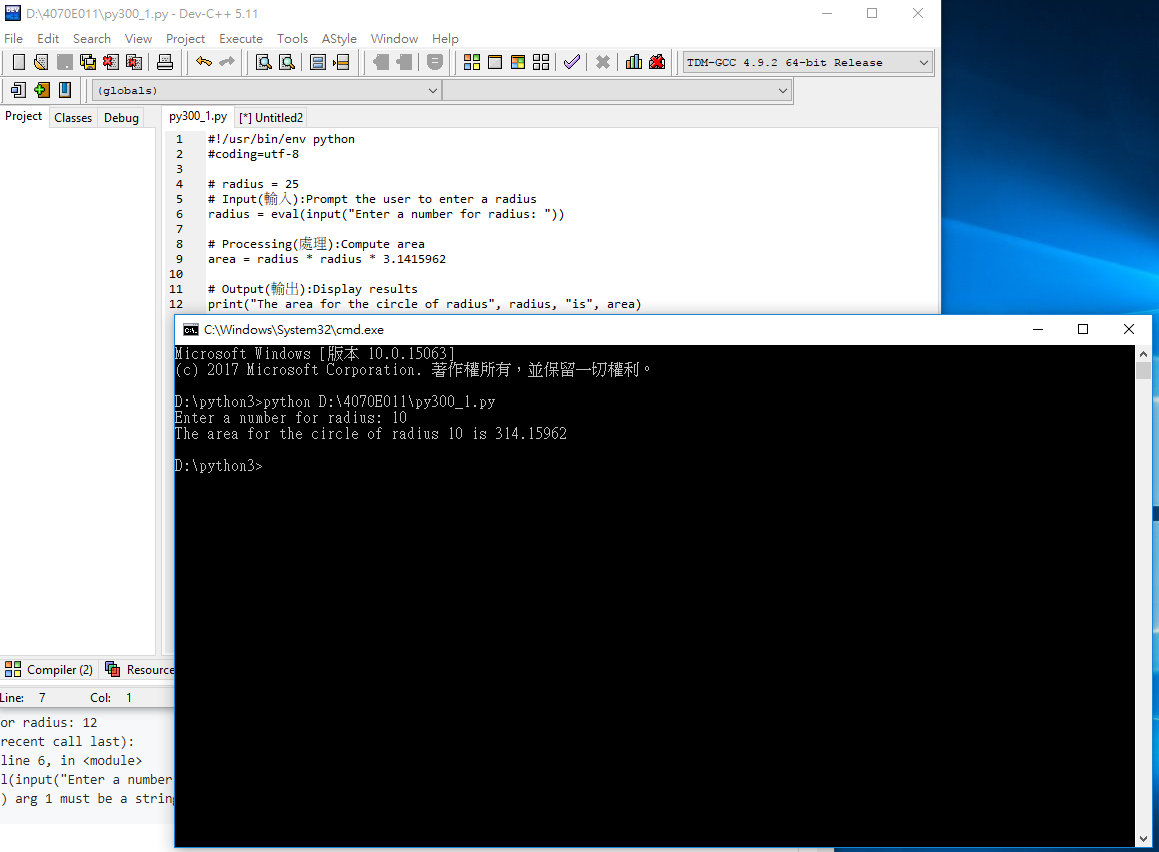 D:\4070E011\py300_1.py - Dev-C++ 5.11
File Edit Search View Project Execute Tools AStyle Window Help
TDM-GCC 4.9.2 64-bit Release
(globals)
Project Classes Debug
py300_1.py [*] Untitled2
1 #!/usr/bin/env python
2 #coding=utf-8
3
4 # radius = 25
5 # Input(輸入):Prompt the user to enter a radius
6 radius = eval(input("Enter a number for radius: "))
7
8 # Processing(處理):Compute area
9 area = radius * radius * 3.1415962
10
11 # Output(輸出):Display results
12 print("The area for the circle of radius", radius, "is", area)
C:\Windows\System32\cmd.exe
Microsoft Windows [版本 10.0.15063]
(c) 2017 Microsoft Corporation. 著作權所有，並保留一切權利。
D:\python3>python D:\4070E011\py300_1.py
Enter a number for radius: 10
The area for the circle of radius 10 is 314.15962
D:\python3>
Compiler (2) Resource
Line: 7 Col: 1
or radius: 12
recent call last):
line 6, in <module>
l(input("Enter a number
) arg 1 must be a string